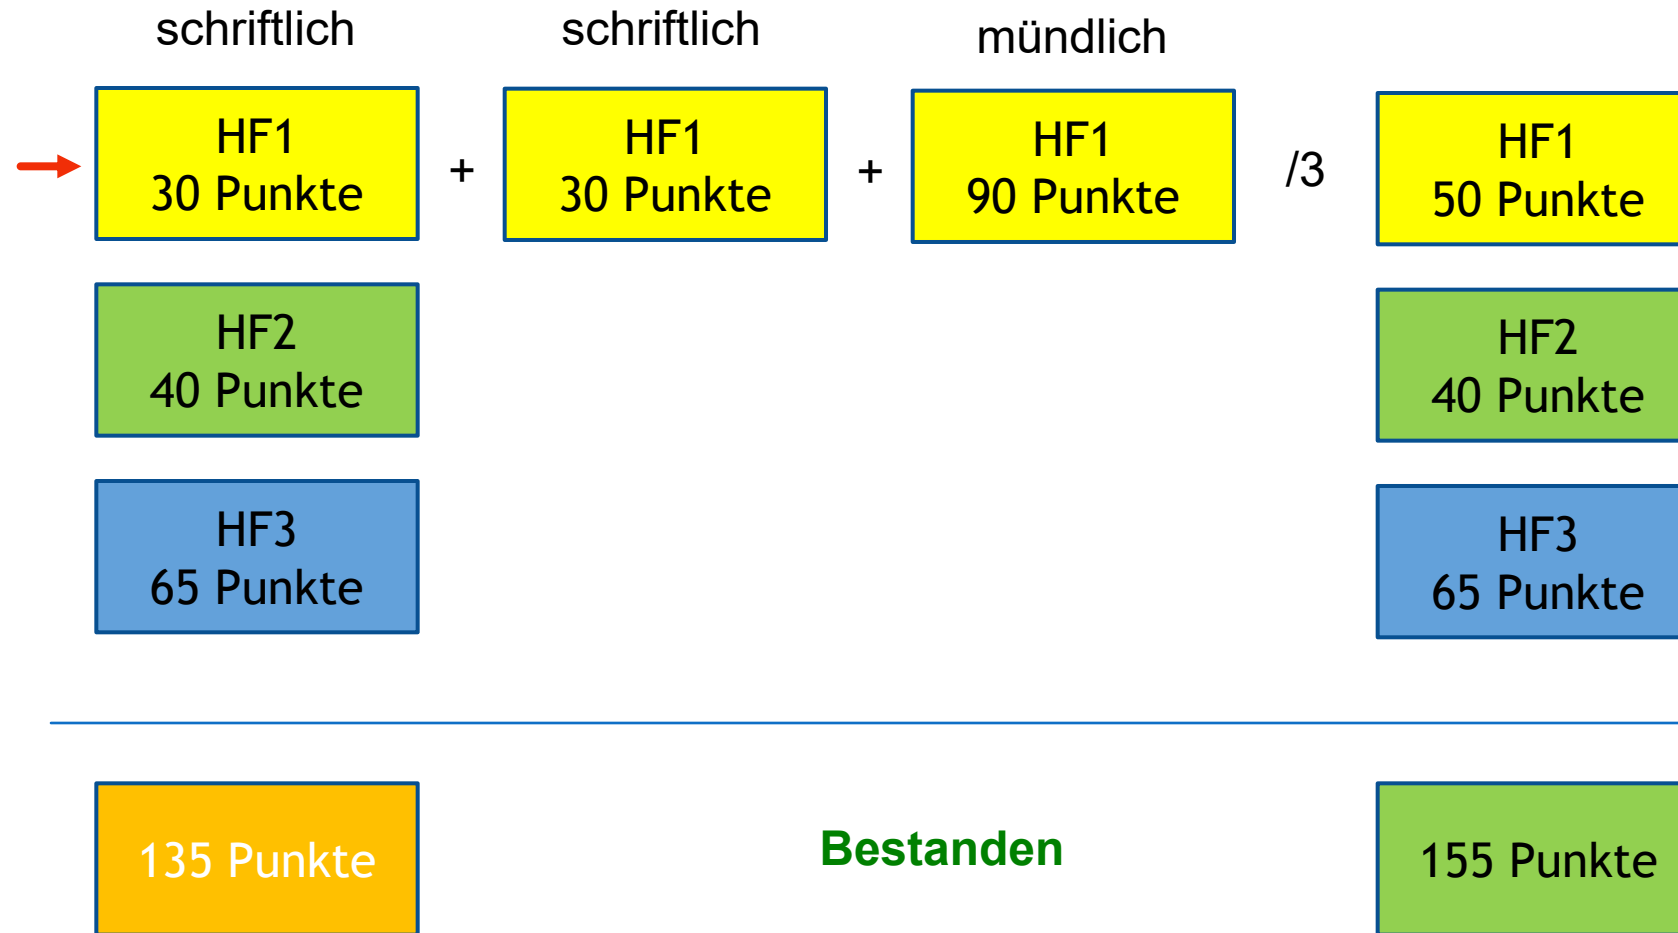 schriftlich
schriftlich
mündlich
HF1
30 Punkte
+
HF1
30 Punkte
+
HF1
90 Punkte
/3
HF1
50 Punkte
HF2
40 Punkte
HF2
40 Punkte
HF3
65 Punkte
HF3
65 Punkte
135 Punkte
Bestanden
155 Punkte